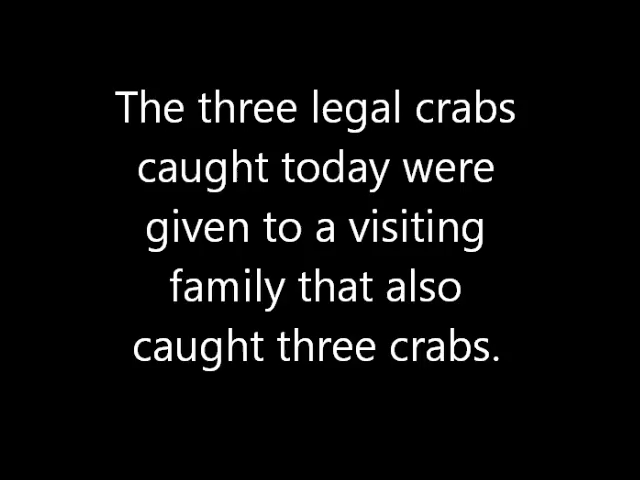 The three legal crabs
caught today were
given to a visiting
family that also
caught three crabs.